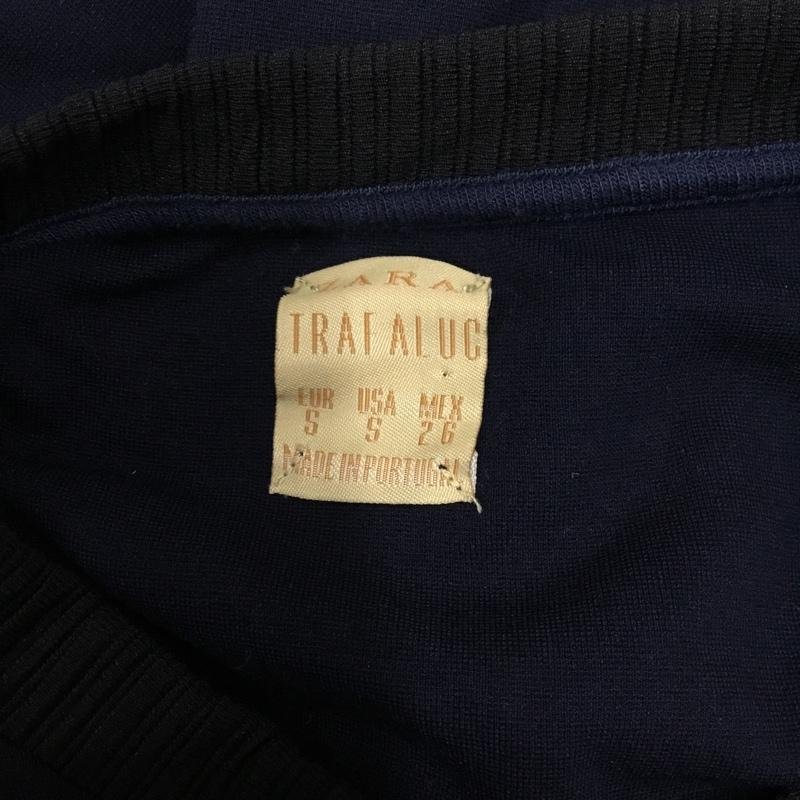 ZARA
TRAFALUC
EUR USA MEX
S S 26
MADE IN PORTUGAL